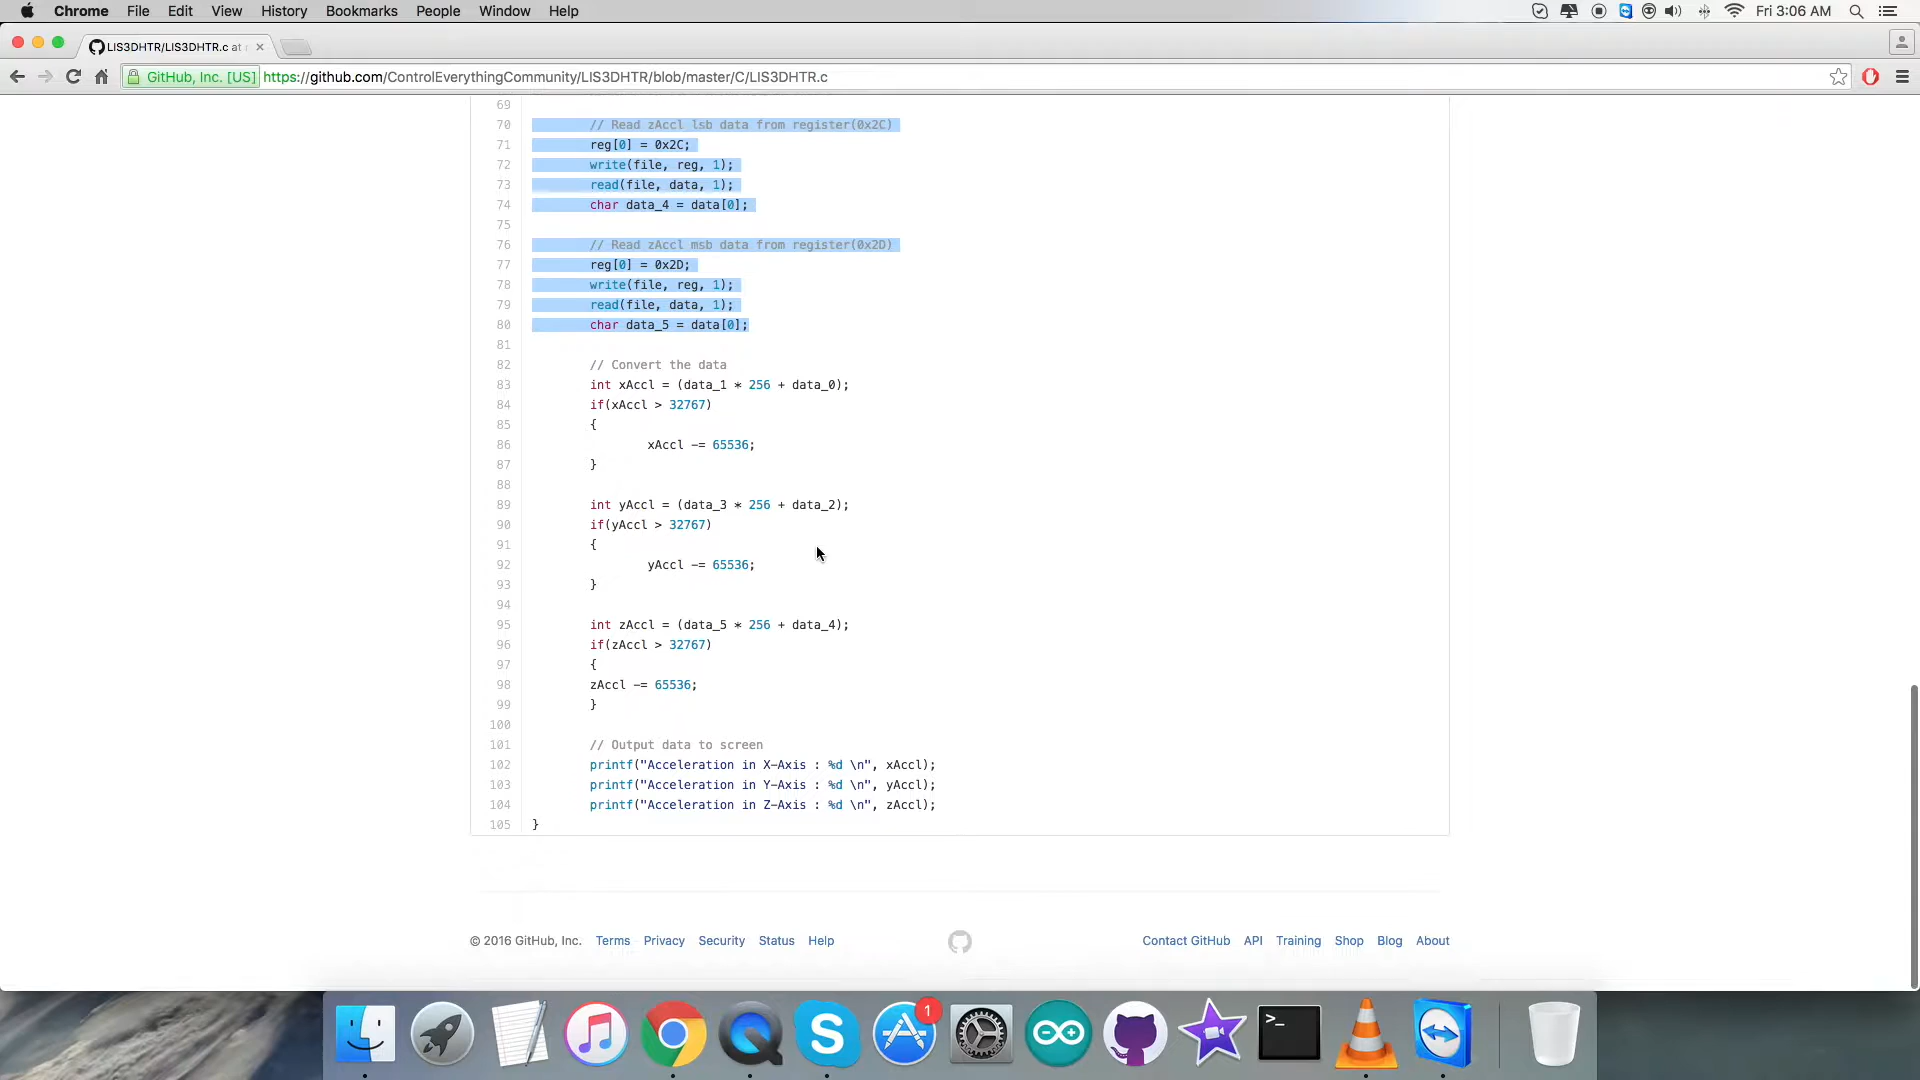 Chrome File Edit View History Bookmarks People Window Help Fri 3:06 AM
LIS3DHTR/LIS3DHTR.c at
GitHub, Inc. [US] https://github.com/ControlEverythingCommunity/LIS3DHTR/blob/master/C/LIS3DHTR.c
69
70 // Read zAccl lsb data from register(0x2C)
71 reg[0] = 0x2C;
72 write(file, reg, 1);
73 read(file, data, 1);
74 char data_4 = data[0];
75
76 // Read zAccl msb data from register(0x2D)
77 reg[0] = 0x2D;
78 write(file, reg, 1);
79 read(file, data, 1);
80 char data_5 = data[0];
81
82 // Convert the data
83 int xAccl = (data_1 * 256 + data_0);
84 if(xAccl > 32767)
85 {
86 xAccl -= 65536;
87 }
88
89 int yAccl = (data_3 * 256 + data_2);
90 if(yAccl > 32767)
91 {
92 yAccl -= 65536;
93 }
94
95 int zAccl = (data_5 * 256 + data_4);
96 if(zAccl > 32767)
97 {
98 zAccl -= 65536;
99 }
100
101 // Output data to screen
102 printf("Acceleration in X-Axis : %d \n", xAccl);
103 printf("Acceleration in Y-Axis : %d \n", yAccl);
104 printf("Acceleration in Z-Axis : %d \n", zAccl);
105 }
© 2016 GitHub, Inc. Terms Privacy Security Status Help Contact GitHub API Training Shop Blog About
1
>_